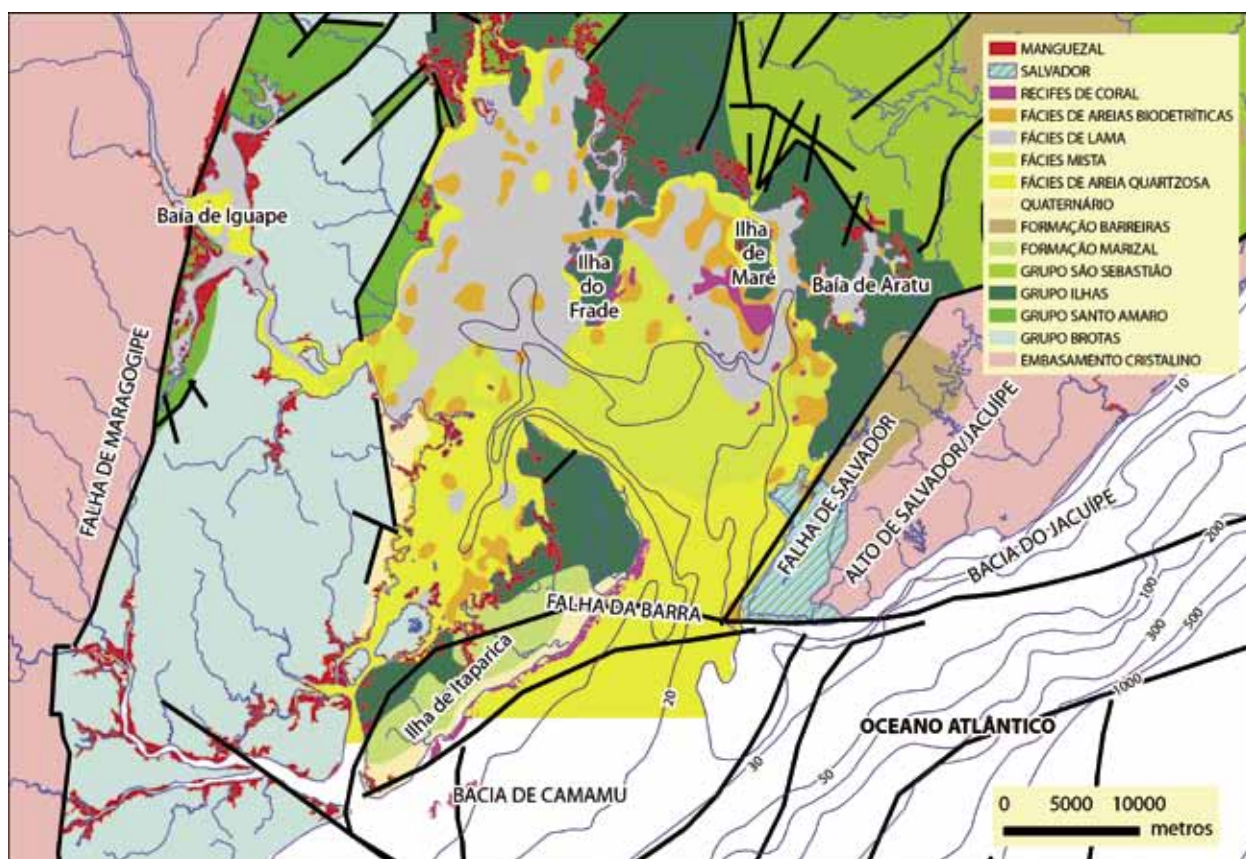 MANGUEZAL
SALVADOR
RECIFES DE CORAL
FÁCIES DE AREIAS BIODETRÍTICAS
FÁCIES DE LAMA
FÁCIES MISTA
FÁCIES DE AREIA QUARTZOSA
QUATERNÁRIO
FORMAÇÃO BARREIRAS
FORMAÇÃO MARIZAL
GRUPO SÃO SEBASTIÃO
GRUPO ILHAS
GRUPO SANTO AMARO
GRUPO BROTAS
EMBASAMENTO CRISTALINO
Baía de Iguape
Ilha
do
Frade
Ilha
de
Maré
Baía de Aratu
FALHA DE MARAGOGIPE
FALHA DE SALVADOR
ALTO DE SALVADOR/JACUÍPE
BACIA DO JACUÍPE
10
200
100
300
500
1000
FALHA DA BARRA
Ilha de Itaparica
20
30
50
OCEANO ATLÂNTICO
BACIA DE CAMAMU
0 5000 10000
metros